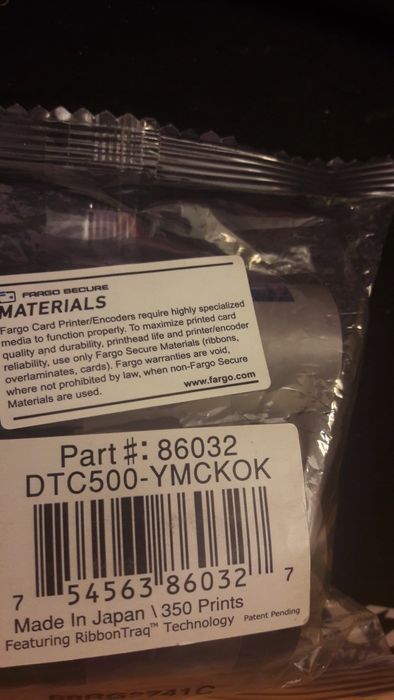 FARGO SECURE
MATERIALS
Fargo Card Printer/Encoders require highly specialized
media to function properly. To maximize printed card
quality and durability, printhead life and printer/encoder
reliability, use only Fargo Secure Materials (ribbons,
overlaminates, cards). Fargo warranties are void,
where not prohibited by law, when non-Fargo Secure
Materials are used.
www.fargo.com
Part #: 86032
DTC500-YMCKOK
7 54563 86032 7
Made In Japan \ 350 Prints
Featuring RibbonTraq™ Technology Patent Pending